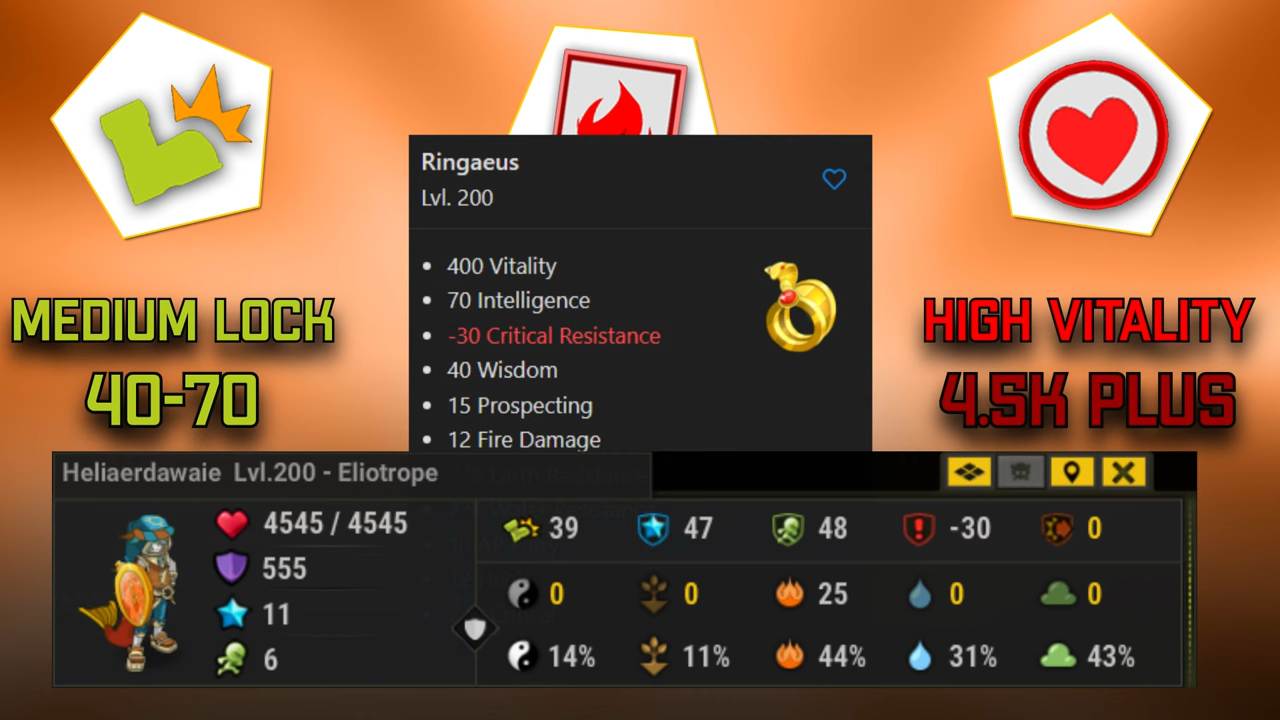 Ringaeus
Lvl. 200
400 Vitality
70 Intelligence
-30 Critical Resistance
40 Wisdom
15 Prospecting
12 Fire Damage
MEDIUM LOCK
40-70
HIGH VITALITY
4.5K PLUS
Heliaerdawaie Lvl.200 - Eliotrope
4545 / 4545
555
11
6
39 47 48 -30 0
0 0 25 0 0
14% 11% 44% 31% 43%